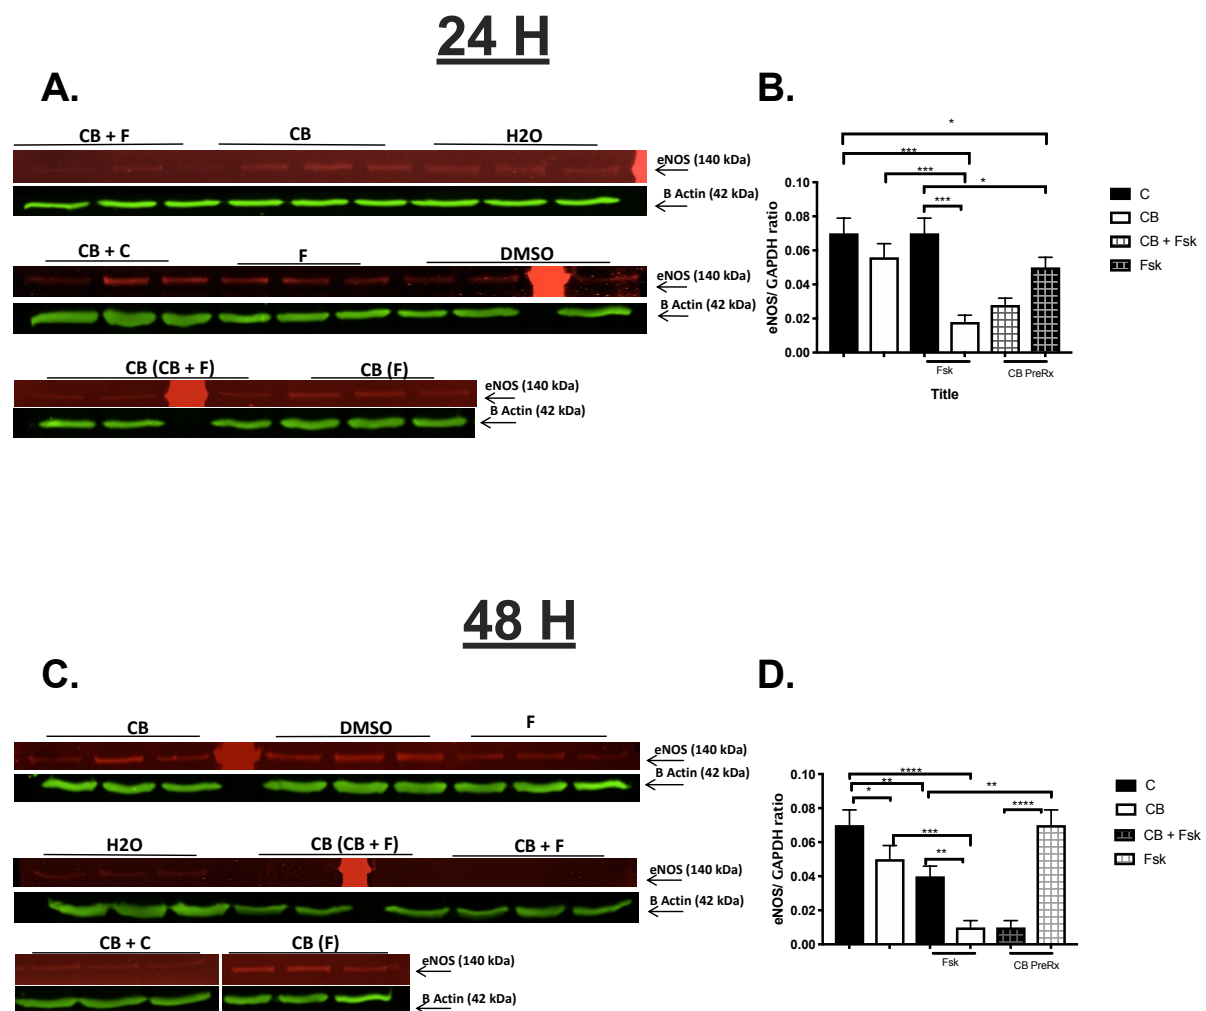 24 H
A.
CB + F CB H2O
eNOS (140 kDa)
B Actin (42 kDa)
CB + C F DMSO
eNOS (140 kDa)
B Actin (42 kDa)
CB (CB + F) CB (F)
eNOS (140 kDa)
B Actin (42 kDa)
B.
*
***
***
*
***
0.10
0.08
0.06
0.04
0.02
0.00
eNOS/ GAPDH ratio
Fsk CB PreRx
Title
C
CB
CB + Fsk
Fsk
48 H
C.
CB DMSO F
eNOS (140 kDa)
B Actin (42 kDa)
H2O CB (CB + F) CB + F
eNOS (140 kDa)
B Actin (42 kDa)
CB + C CB (F)
eNOS (140 kDa)
B Actin (42 kDa)
D.
****
**
**
*
****
***
**
0.10
0.08
0.06
0.04
0.02
0.00
eNOS/ GAPDH ratio
Fsk CB PreRx
C
CB
CB + Fsk
Fsk